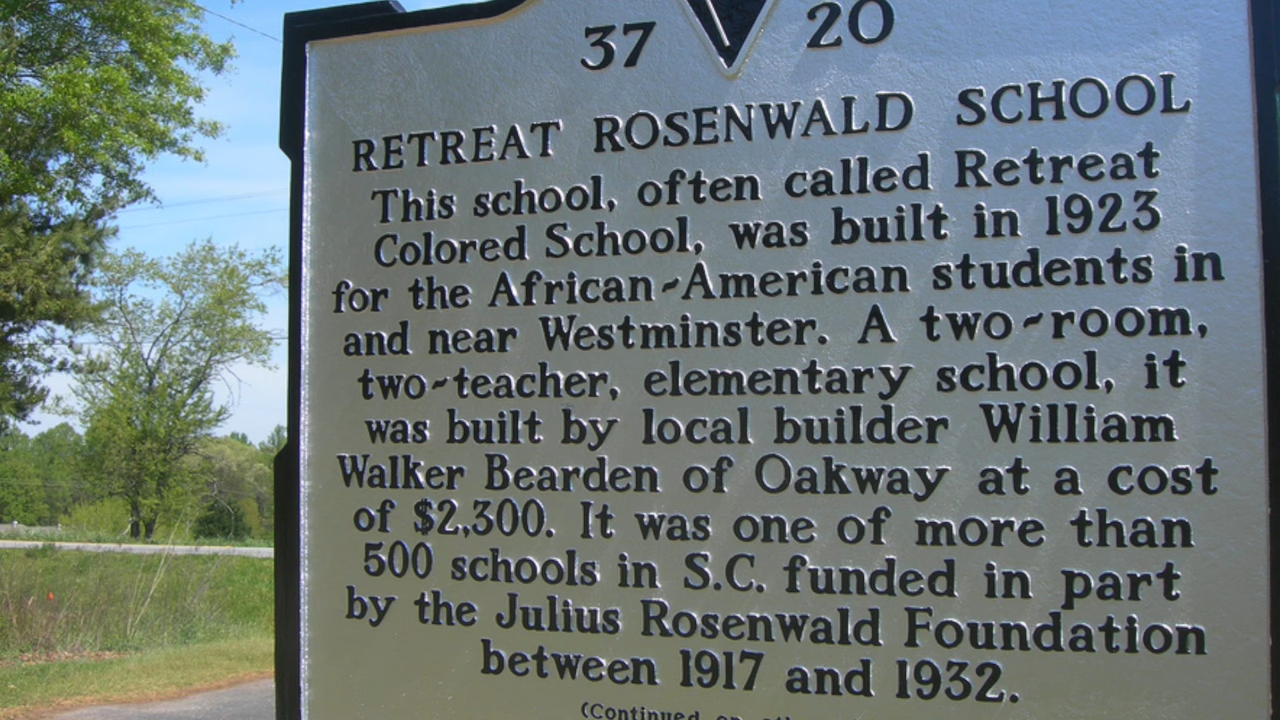 37 20
RETREAT ROSENWALD SCHOOL
This school, often called Retreat
Colored School, was built in 1923
for the African-American students in
and near Westminster. A two-room,
two-teacher, elementary school, it
was built by local builder William
Walker Bearden of Oakway at a cost
of $2,300. It was one of more than
500 schools in S.C. funded in part
by the Julius Rosenwald Foundation
between 1917 and 1932.
(Continued on